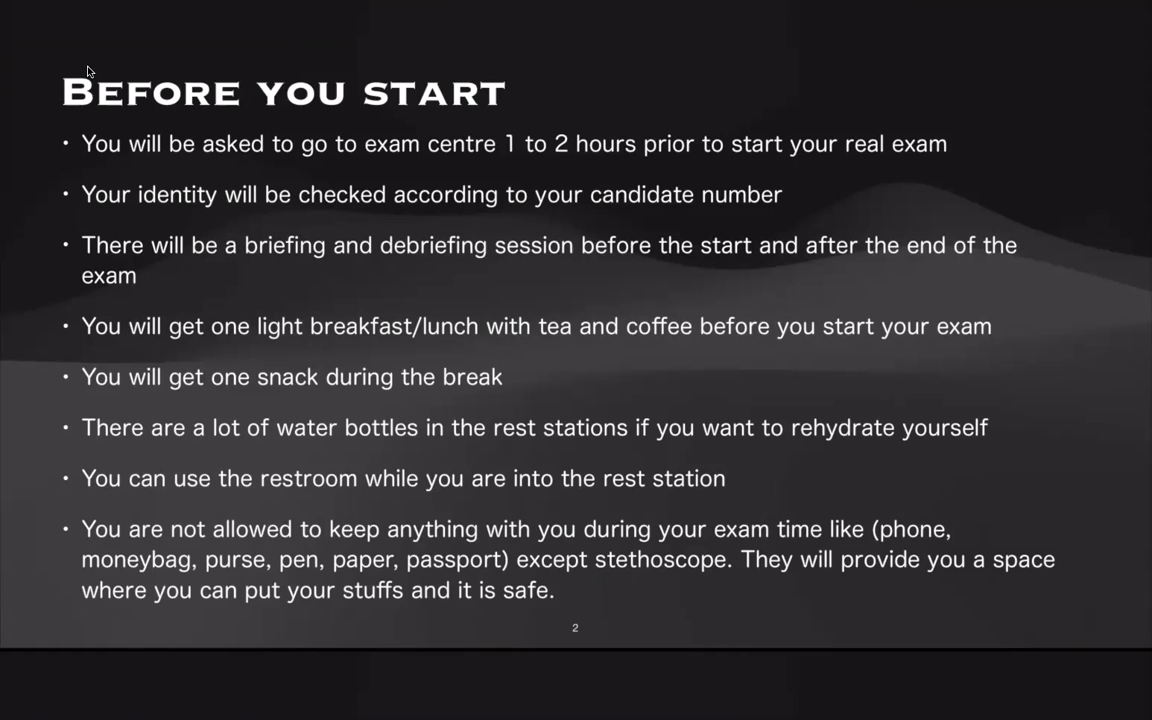 BEFORE YOU START
• You will be asked to go to exam centre 1 to 2 hours prior to start your real exam
• Your identity will be checked according to your candidate number
• There will be a briefing and debriefing session before the start and after the end of the
exam
• You will get one light breakfast/lunch with tea and coffee before you start your exam
• You will get one snack during the break
• There are a lot of water bottles in the rest stations if you want to rehydrate yourself
• You can use the restroom while you are into the rest station
• You are not allowed to keep anything with you during your exam time like (phone,
moneybag, purse, pen, paper, passport) except stethoscope. They will provide you a space
where you can put your stuffs and it is safe.
2